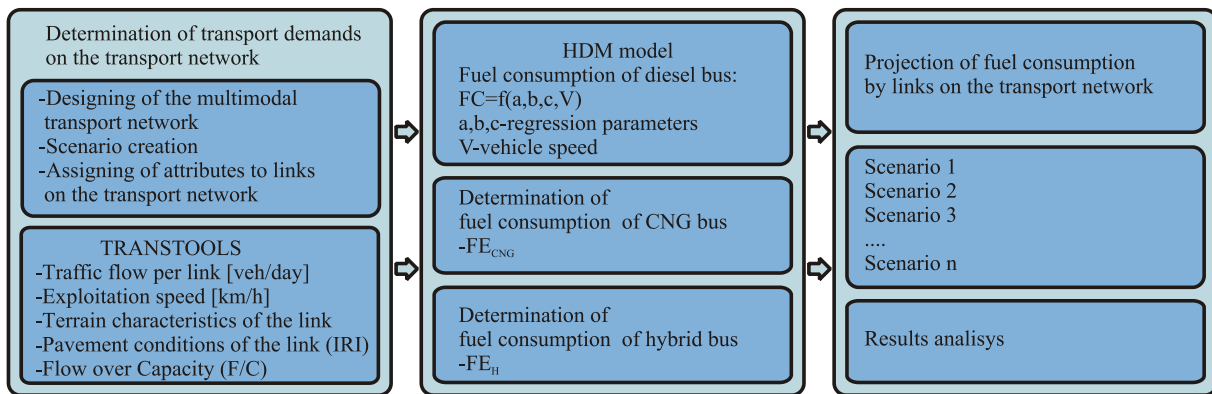 Determination of transport demands
on the transport network
-Designing of the multimodal
transport network
-Scenario creation
-Assigning of attributes to links
on the transport network
TRANSTOOLS
-Traffic flow per link [veh/day]
-Exploitation speed [km/h]
-Terrain characteristics of the link
-Pavement conditions of the link (IRI)
-Flow over Capacity (F/C)
HDM model
Fuel consumption of diesel bus:
FC=f(a,b,c,V)
a,b,c-regression parameters
V-vehicle speed
Determination of
fuel consumption of CNG bus
-FE_CNG
Determination of
fuel consumption of hybrid bus
-FE_H
Projection of fuel consumption
by links on the transport network
Scenario 1
Scenario 2
Scenario 3
....
Scenario n
Results analisys